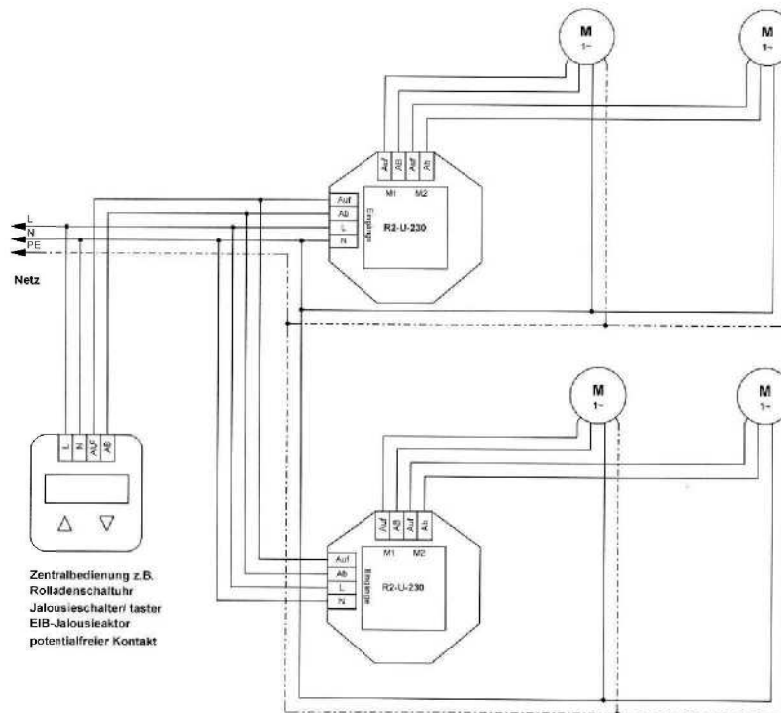 M
1~
M
1~
Auf
AB
Auf
Ab
M1 M2
Auf
Ab
L
N
Eingänge
R2-U-230
L
N
PE
Netz
M
1~
M
1~
L
N
AUF
AB
Auf
AB
Auf
Ab
M1 M2
Auf
Ab
L
N
Eingänge
R2-U-230
Zentralbedienung z.B.
Rolladenschaltuhr
Jalousieschalter/ taster
EIB-Jalousieaktor
potentialfreier Kontakt